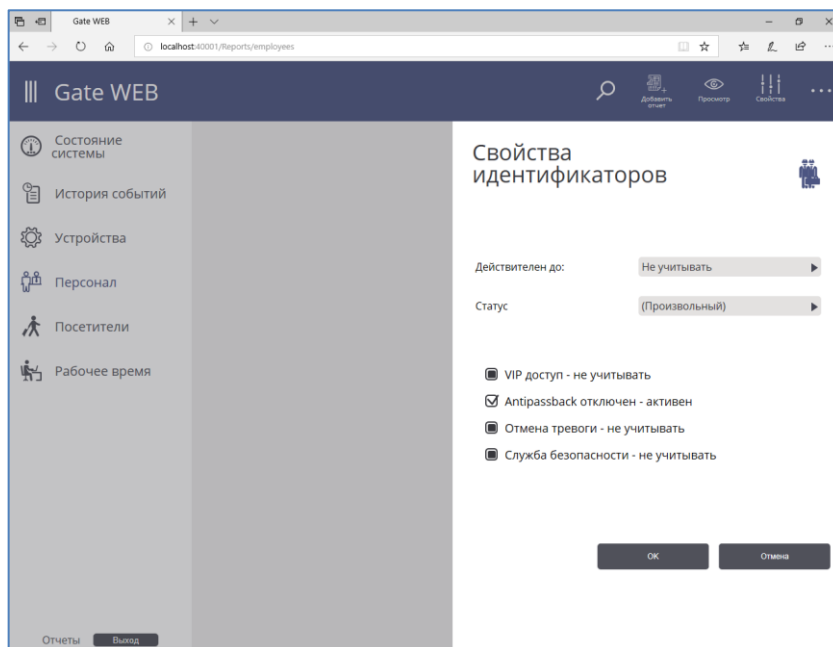 Gate WEB
localhost:40001/Reports/employees
Gate WEB
Добавить
отчет
Просмотр
Свойства
Состояние
системы
История событий
Устройства
Персонал
Посетители
Рабочее время
Отчеты
Выход
Свойства
идентификаторов
Действителен до:
Не учитывать
Статус
(Произвольный)
VIP доступ - не учитывать
Antipassback отключен - активен
Отмена тревоги - не учитывать
Служба безопасности - не учитывать
OK
Отмена